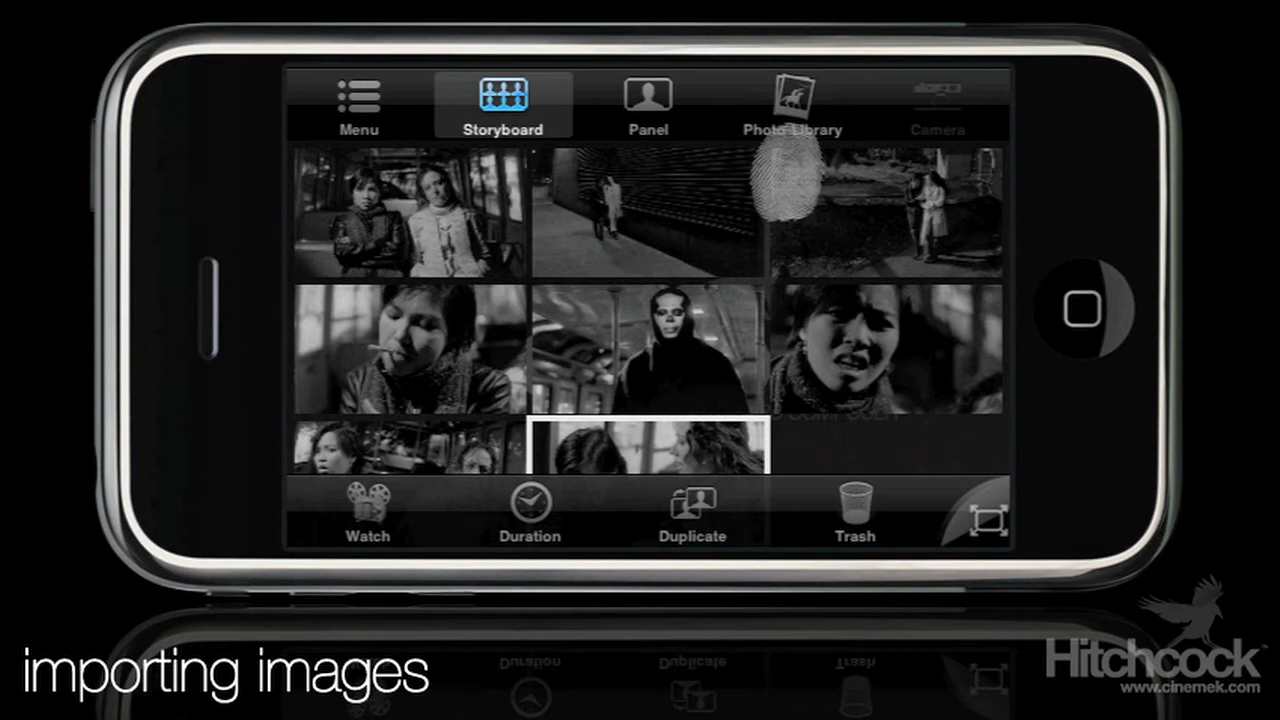 Menu
Storyboard
Panel
Photo Library
Camera
Watch
Duration
Duplicate
Trash
importing images
Hitchcock
www.cinemek.com